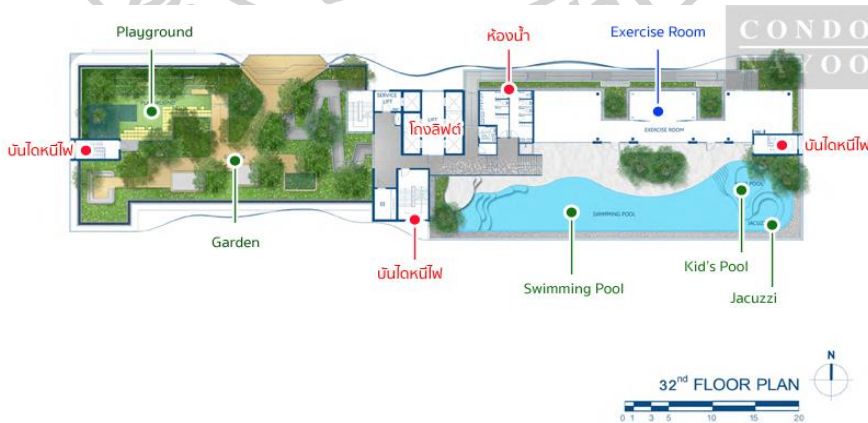 CONDO
NAYOO
Playground
ห้องน้ำ
Exercise Room
SERVICE
LIFT
LIFT
โถงลิฟต์
EXERCISE ROOM
บันไดหนีไฟ
บันไดหนีไฟ
SWIMMING POOL
POOL
Garden
บันไดหนีไฟ
Swimming Pool
Kid's Pool
Jacuzzi
N
32nd FLOOR PLAN
0 1 3 5 10 15 20